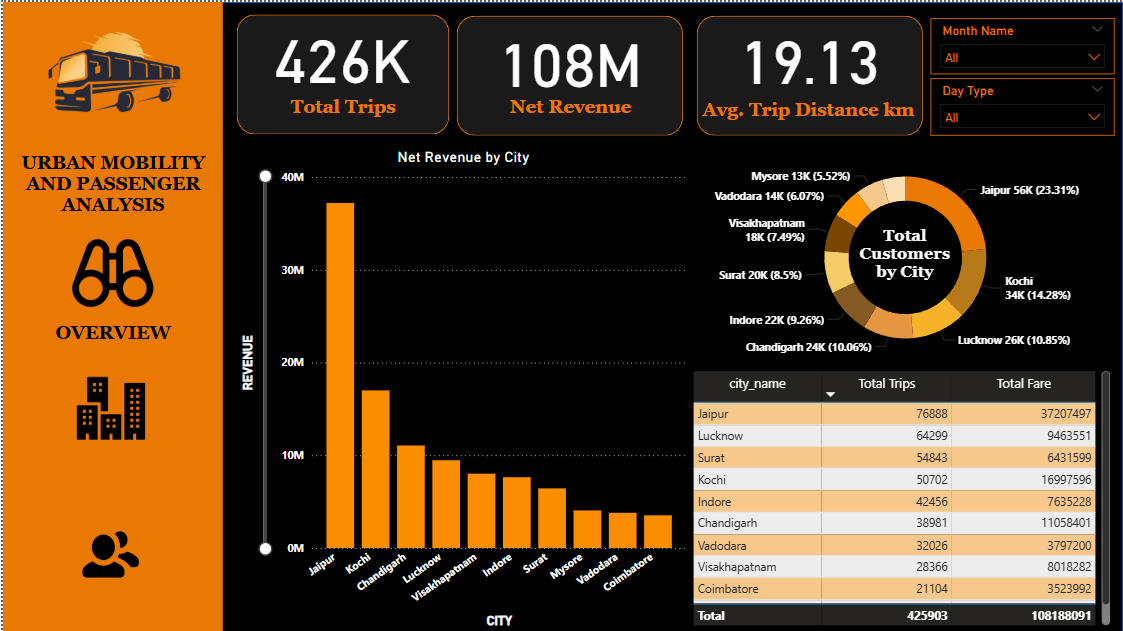 426K
Total Trips
108M
Net Revenue
19.13
Avg. Trip Distance km
Month Name
All
Day Type
All
URBAN MOBILITY
AND PASSENGER
ANALYSIS
OVERVIEW
Net Revenue by City
REVENUE
40M
30M
20M
10M
0M
Jaipur
Kochi
Chandigarh
Lucknow
Visakhapatnam
Indore
Surat
Mysore
Vadodara
Coimbatore
CITY
Total
Customers
by City
Jaipur 56K (23.31%)
Kochi
34K (14.28%)
Lucknow 26K (10.85%)
Chandigarh 24K (10.06%)
Indore 22K (9.26%)
Surat 20K (8.5%)
Visakhapatnam
18K (7.49%)
Vadodara 14K (6.07%)
Mysore 13K (5.52%)
city_name Total Trips Total Fare
Jaipur 76888 37207497
Lucknow 64299 9463551
Surat 54843 6431599
Kochi 50702 16997596
Indore 42456 7635228
Chandigarh 38981 11058401
Vadodara 32026 3797200
Visakhapatnam 28366 8018282
Coimbatore 21104 3523992
Total 425903 108188091